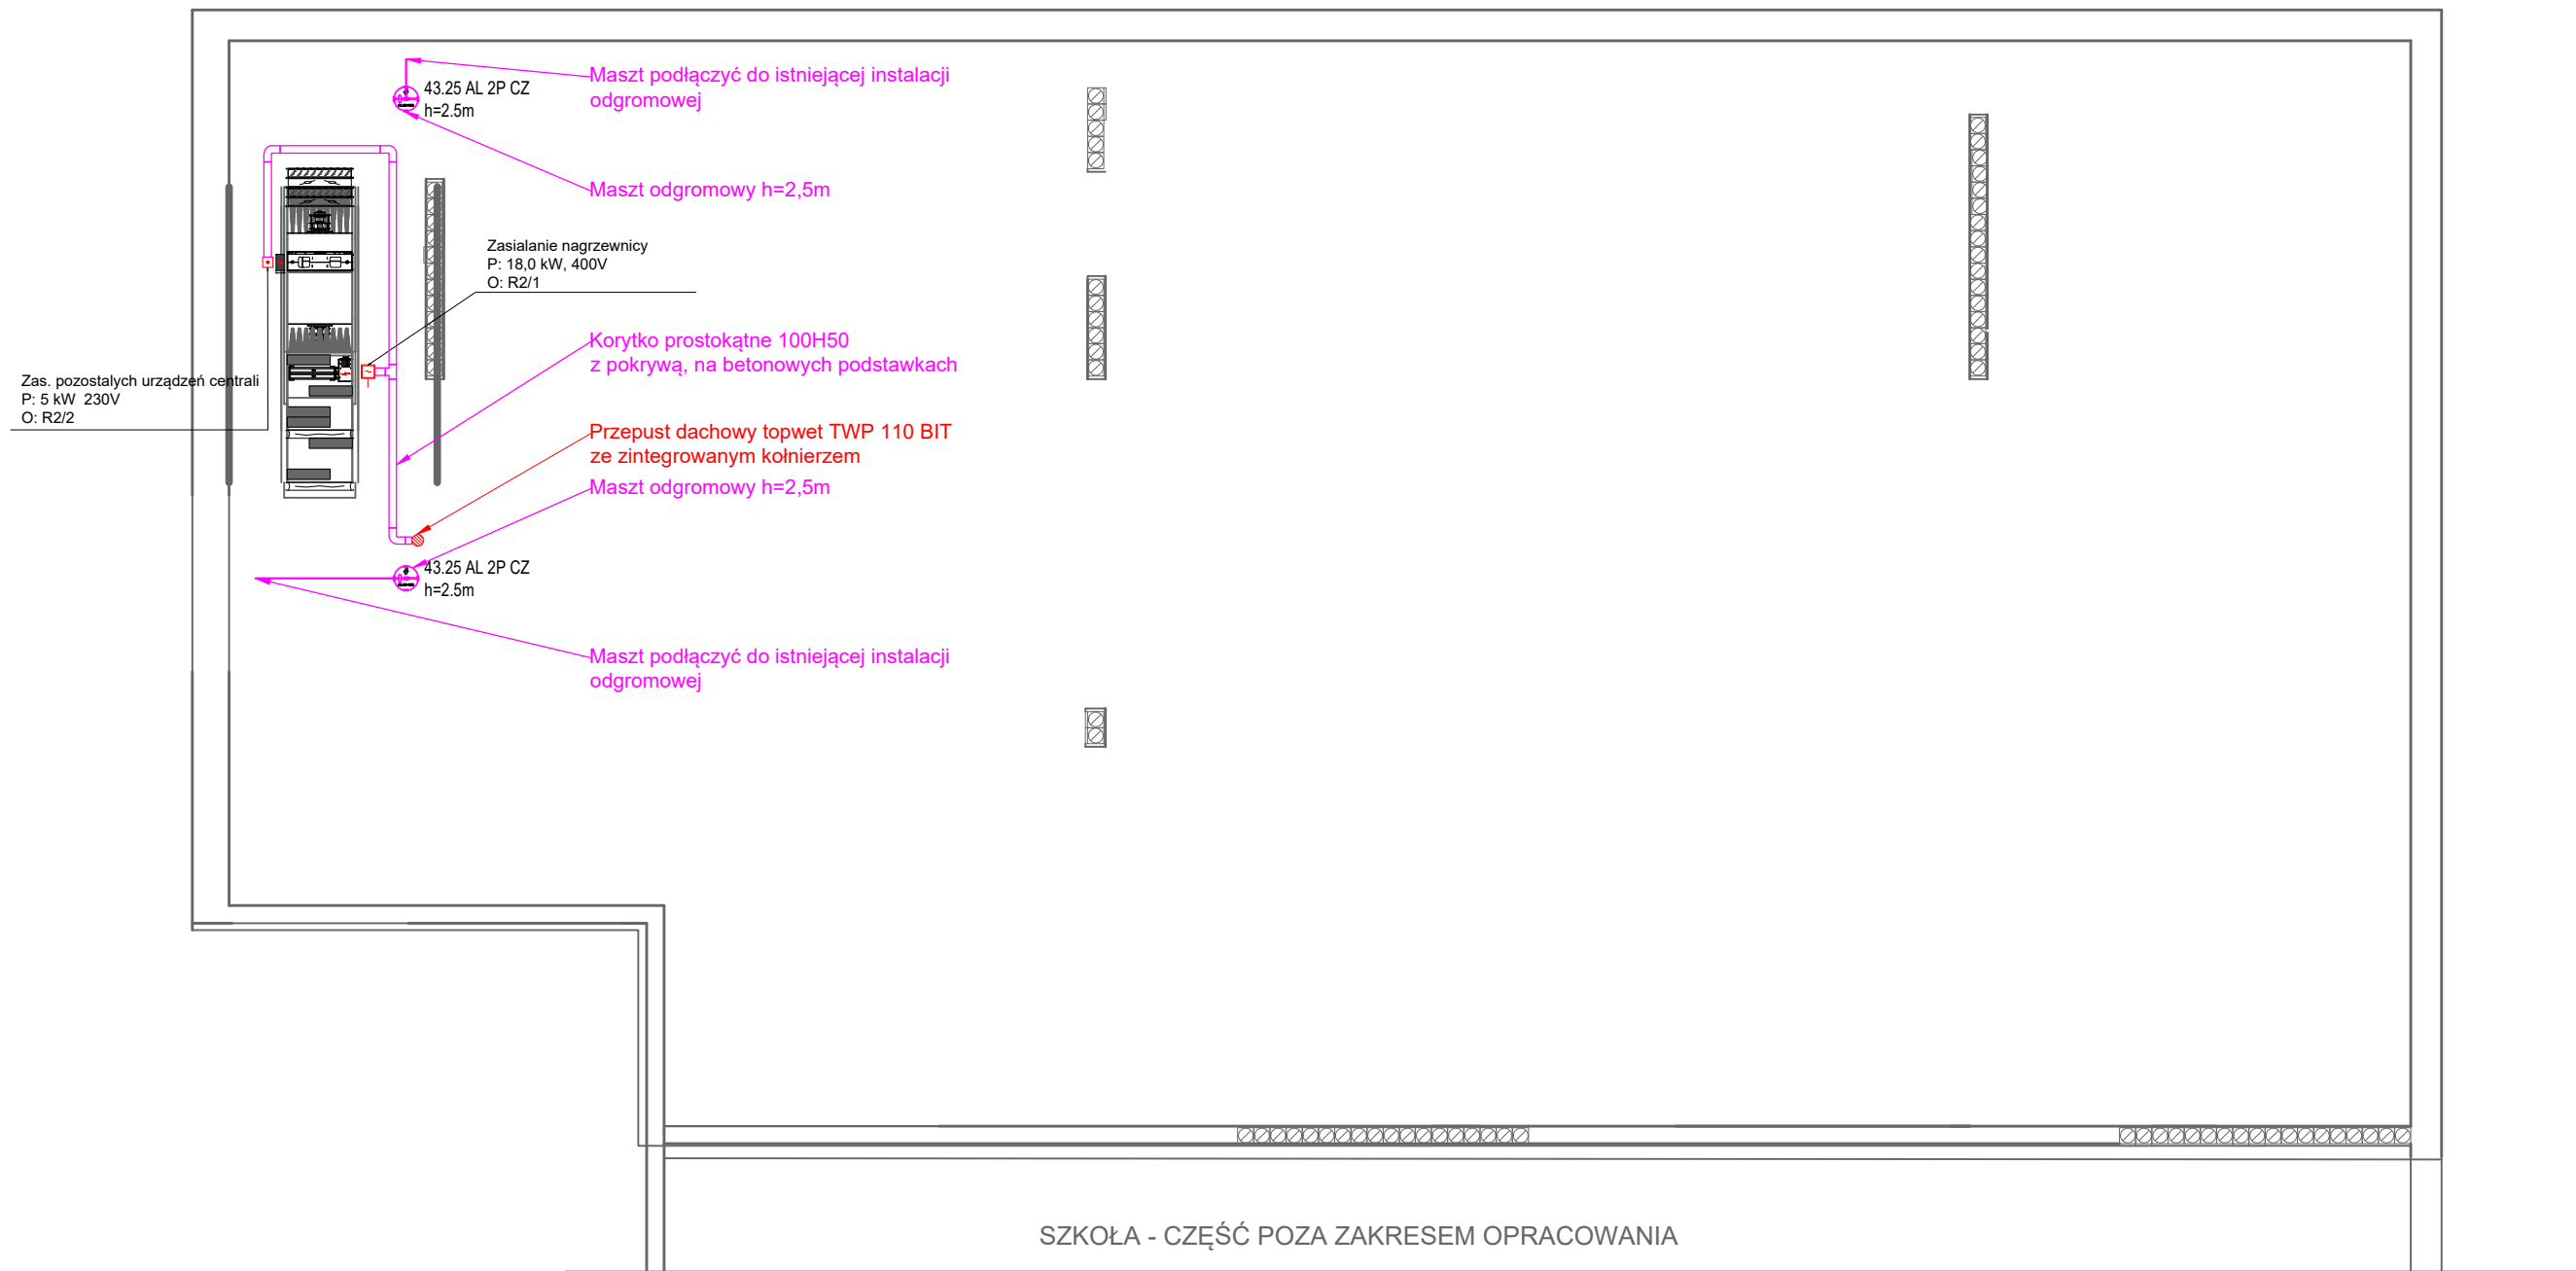 Maszt podłączyć do istniejącej instalacji
odgromowej
43.25 AL 2P CZ
h=2.5m
Maszt odgromowy h=2,5m
Zasialanie nagrzewnicy
P: 18,0 kW, 400V
O: R2/1
Korytko prostokątne 100H50
z pokrywą, na betonowych podstawkach
Zas. pozostalych urządzeń centrali
P: 5 kW  230V
O: R2/2
Przepust dachowy topwet TWP 110 BIT
ze zintegrowanym kołnierzem
Maszt odgromowy h=2,5m
43.25 AL 2P CZ
h=2.5m
Maszt podłączyć do istniejącej instalacji
odgromowej
SZKOŁA - CZĘŚĆ POZA ZAKRESEM OPRACOWANIA